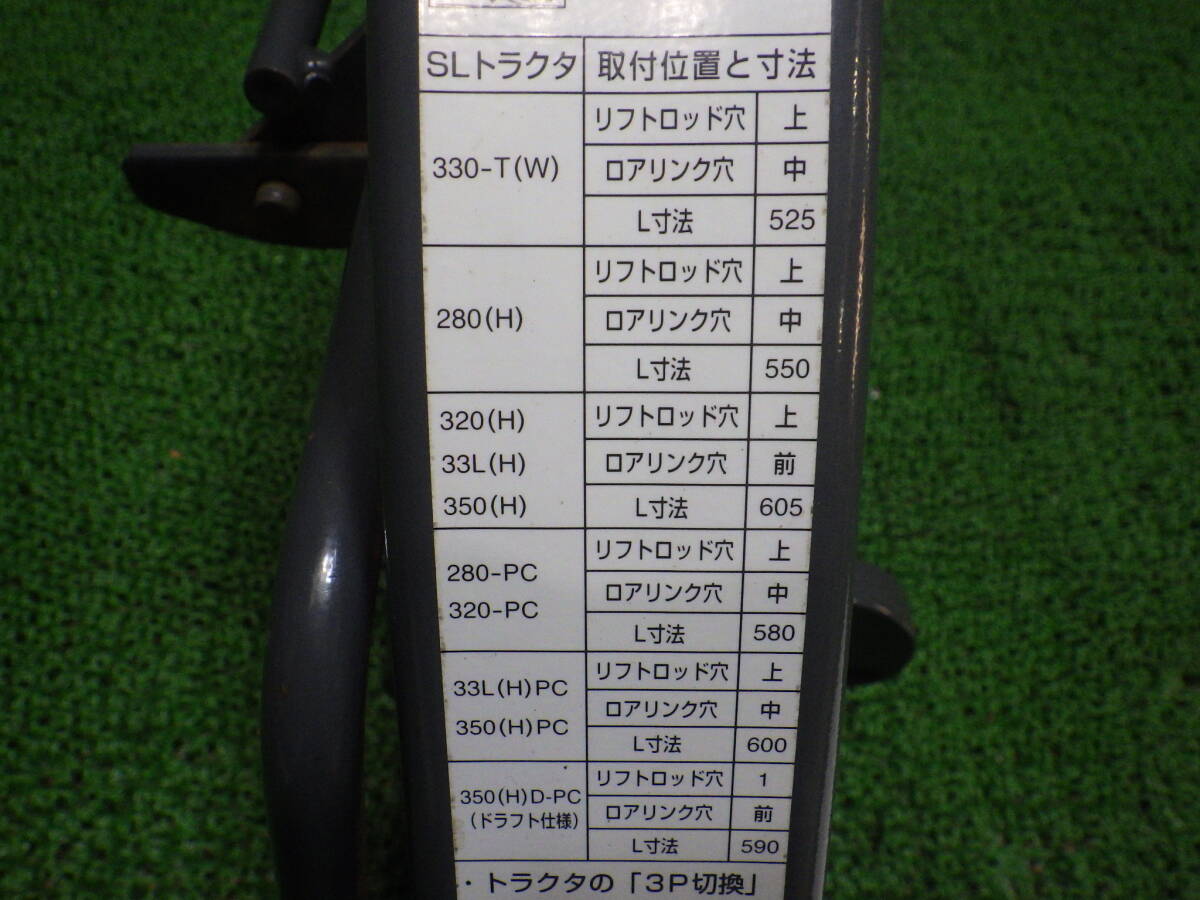 SLトラクタ 取付位置と寸法
330-T(W) リフトロッド穴 上
ロアリンク穴 中
L寸法 525
280(H) リフトロッド穴 上
ロアリンク穴 中
L寸法 550
320(H) リフトロッド穴 上
33L(H) ロアリンク穴 前
350(H) L寸法 605
280-PC
320-PC
リフトロッド穴 上
ロアリンク穴 中
L寸法 580
33L(H)PC
350(H)PC
リフトロッド穴 上
ロアリンク穴 中
L寸法 600
350(H)D-PC
(ドラフト仕様)
リフトロッド穴 1
ロアリンク穴 前
L寸法 590
・トラクタの「3P切換」